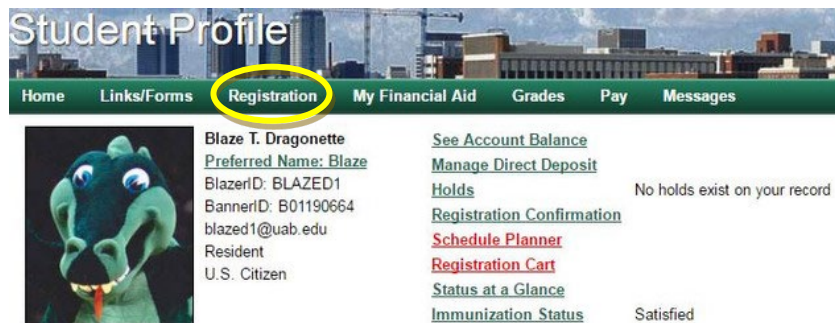 Student Profile
Home Links/Forms Registration My Financial Aid Grades Pay Messages
Blaze T. Dragonette
Preferred Name: Blaze
BlazerID: BLAZED1
BannerID: B01190664
blazed1@uab.edu
Resident
U.S. Citizen
See Account Balance
Manage Direct Deposit
Holds No holds exist on your record
Registration Confirmation
Schedule Planner
Registration Cart
Status at a Glance
Immunization Status Satisfied